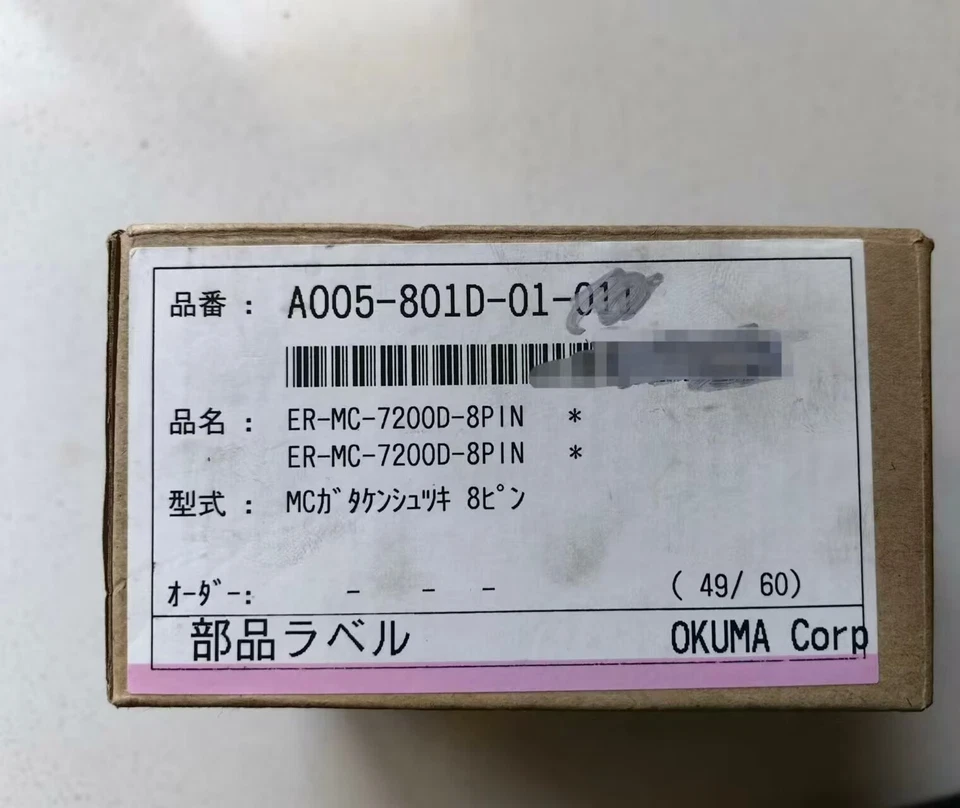 品番 : A005-801D-01-011
品名 : ER-MC-7200D-8PIN *
ER-MC-7200D-8PIN *
型式 : MCｶﾞﾀｹﾝｼｭﾂｷ 8ﾋﾟﾝ
ｵｰﾀﾞｰ: - - - ( 49/ 60)
部品ラベル OKUMA Corp